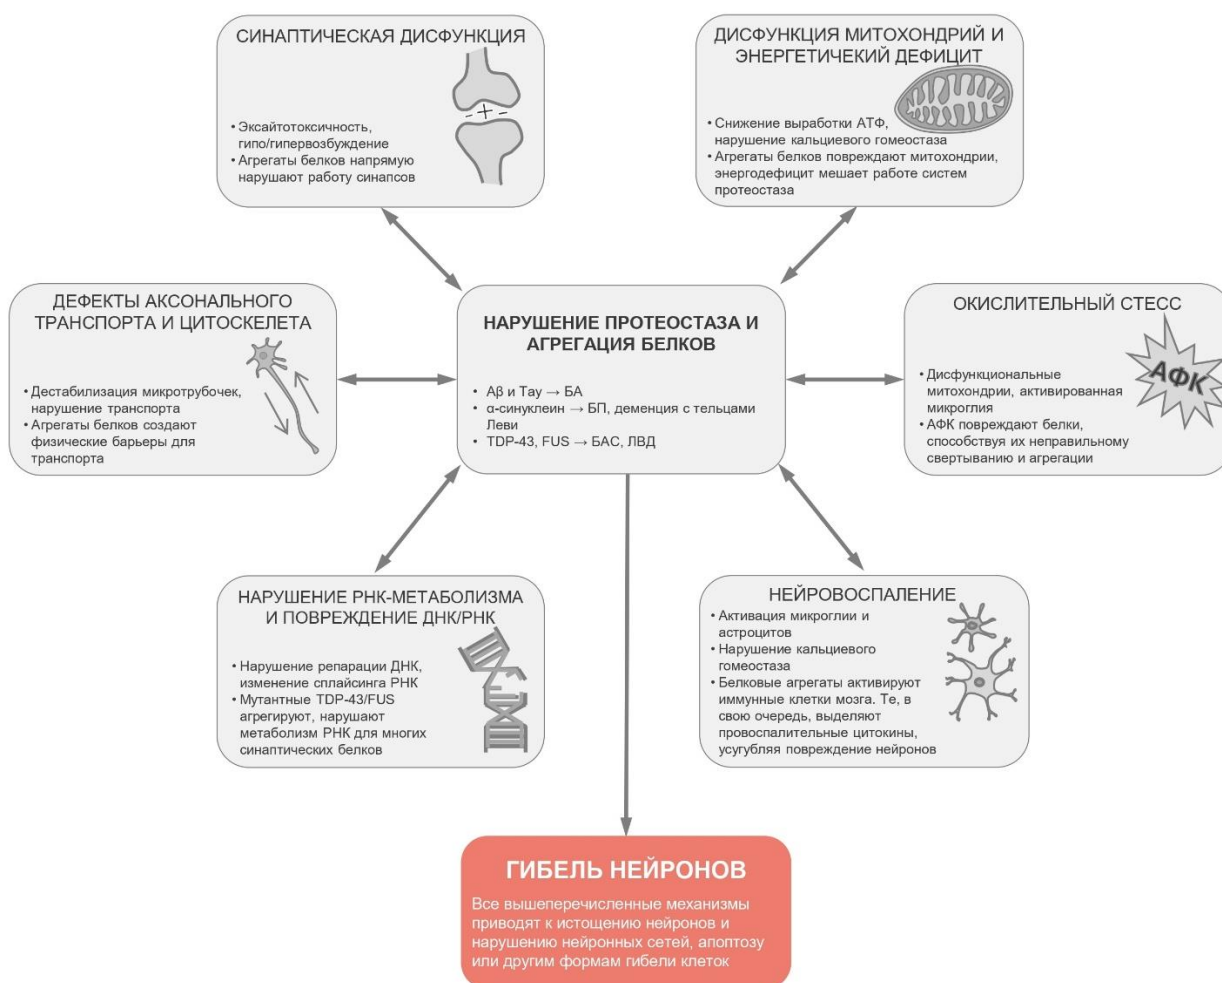 СИНАПТИЧЕСКАЯ ДИСФУНКЦИЯ
• Эксайтотоксичность,
гипо/гипервозбуждение
• Агрегаты белков напрямую
нарушают работу синапсов
ДИСФУНКЦИЯ МИТОХОНДРИЙ И
ЭНЕРГЕТИЧЕКИЙ ДЕФИЦИТ
• Снижение выработки АТФ,
нарушение кальциевого гомеостаза
• Агрегаты белков повреждают митохондрии,
энергодефицит мешает работе систем
протеостаза
ДЕФЕКТЫ АКСОНАЛЬНОГО
ТРАНСПОРТА И ЦИТОСКЕЛЕТА
• Дестабилизация микротрубочек,
нарушение транспорта
• Агрегаты белков создают
физические барьеры для
транспорта
НАРУШЕНИЕ ПРОТЕОСТАЗА И
АГРЕГАЦИЯ БЕЛКОВ
• Aβ и Тау → БА
• α-синуклеин → БП, деменция с тельцами
Леви
• TDP-43, FUS → БАС, ЛВД
ОКИСЛИТЕЛЬНЫЙ СТЕСС
АФК
• Дисфункциональные
митохондрии, активированная
микроглия
• АФК повреждают белки,
способствуя их неправильному
свертыванию и агрегации
НАРУШЕНИЕ РНК-МЕТАБОЛИЗМА
И ПОВРЕЖДЕНИЕ ДНК/РНК
• Нарушение репарации ДНК,
изменение сплайсинга РНК
• Мутантные TDP-43/FUS
агрегируют, нарушают
метаболизм РНК для многих
синаптических белков
НЕЙРОВОСПАЛЕНИЕ
• Активация микроглии и
астроцитов
• Нарушение кальциевого
гомеостаза
• Белковые агрегаты активируют
иммунные клетки мозга. Те, в
свою очередь, выделяют
провоспалительные цитокины,
усугубляя повреждение нейронов
ГИБЕЛЬ НЕЙРОНОВ
Все вышеперечисленные механизмы
приводят к истощению нейронов и
нарушению нейронных сетей, апоптозу
или другим формам гибели клеток